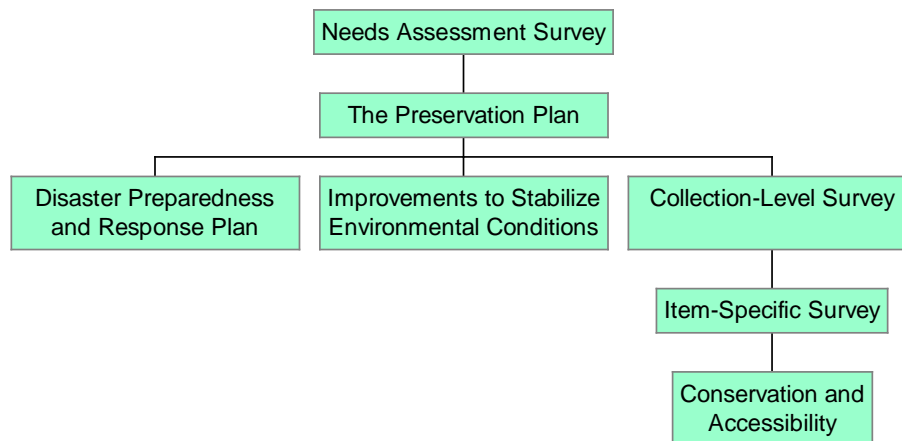 Needs Assessment Survey
The Preservation Plan
Disaster Preparedness
and Response Plan
Improvements to Stabilize
Environmental Conditions
Collection-Level Survey
Item-Specific Survey
Conservation and
Accessibility